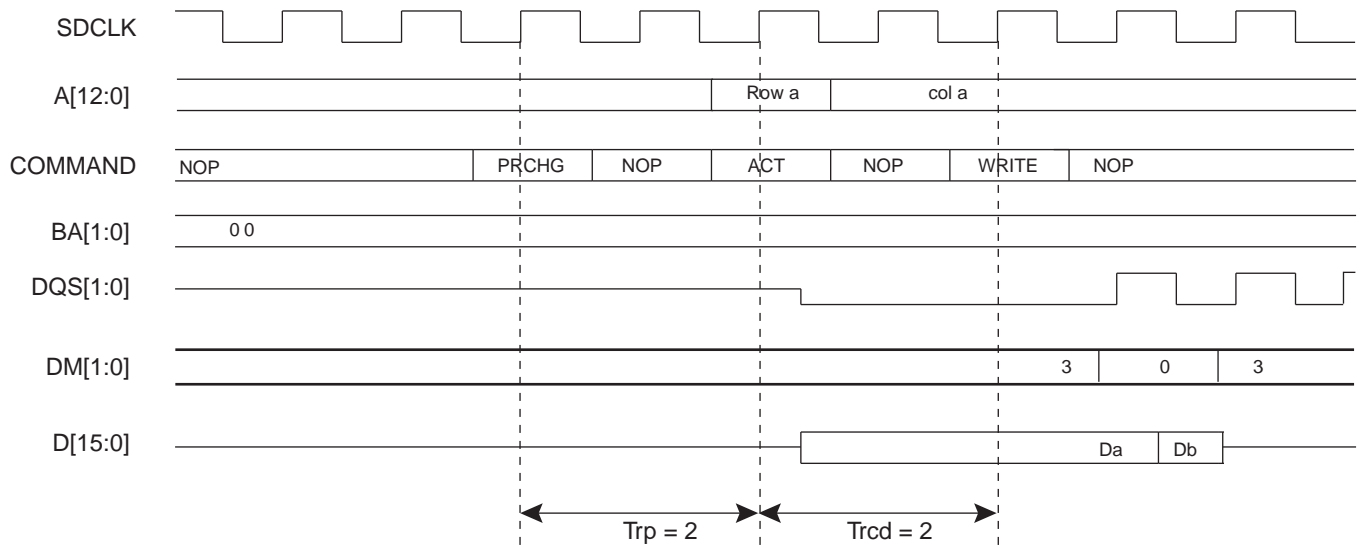 SDCLK
A[12:0] Row a col a
COMMAND NOP PRCHG NOP ACT NOP WRITE NOP
BA[1:0] 0 0
DQS[1:0]
DM[1:0] 3 0 3
D[15:0] Da Db
Trp = 2 Trcd = 2